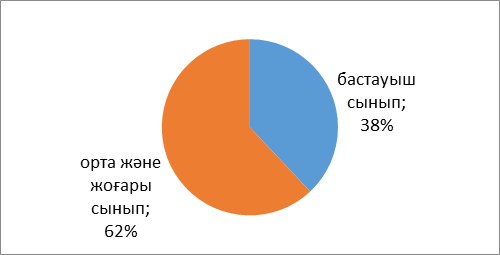 бастауыш
сынып;
38%
орта және
жоғары
сынып;
62%